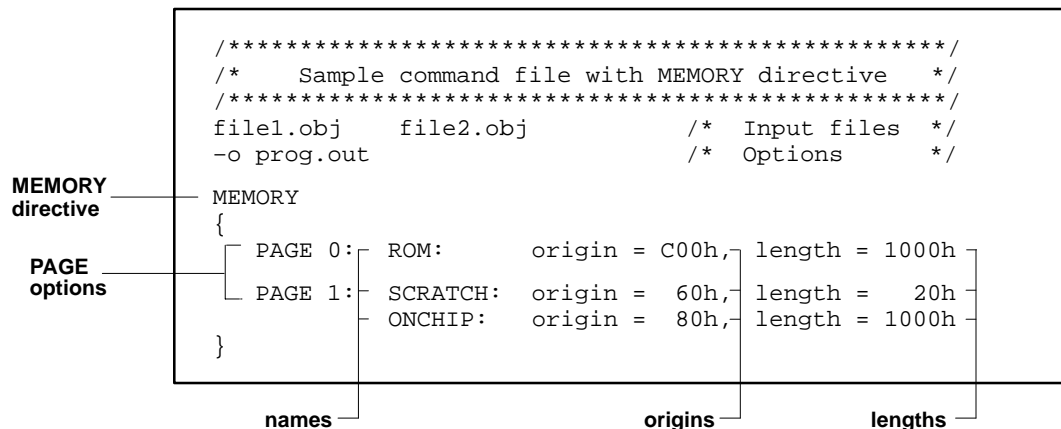 /**************************************************/
/*    Sample command file with MEMORY directive   */
/**************************************************/
file1.obj    file2.obj           /*  Input files  */
–o prog.out                      /*  Options      */
MEMORY directive
MEMORY
{
PAGE options
PAGE 0: ROM:      origin = C00h, length = 1000h
PAGE 1: SCRATCH:  origin =  60h, length =   20h
ONCHIP:   origin =  80h, length = 1000h
}
names origins lengths